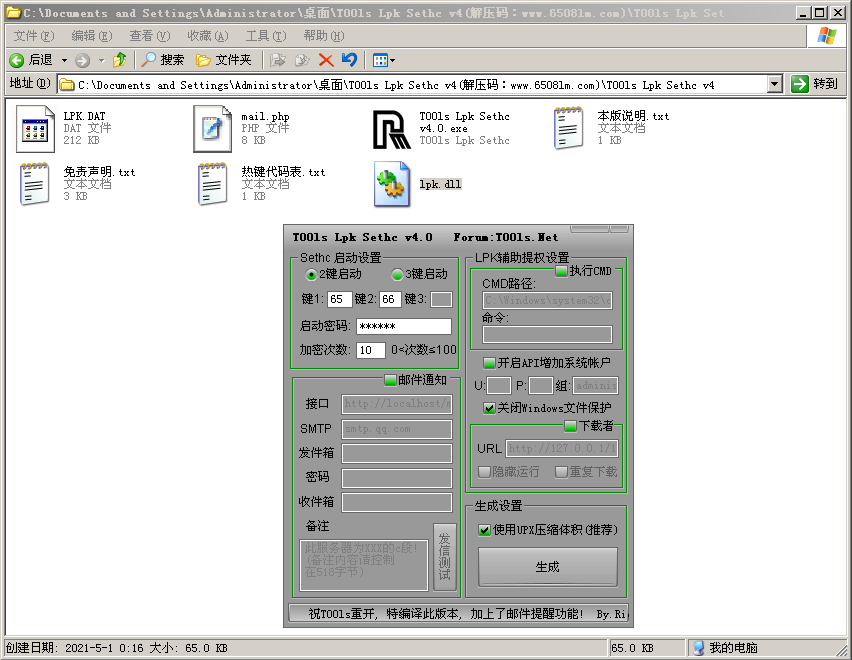 C:\Documents and Settings\Administrator\桌面\T00ls Lpk Sethc v4(解压码：www.6508lm.com)\T00ls Lpk Set
文件(F) 编辑(E) 查看(V) 收藏(A) 工具(T) 帮助(H)
后退 搜索 文件夹
地址(D) C:\Documents and Settings\Administrator\桌面\T00ls Lpk Sethc v4(解压码：www.6508lm.com)\T00ls Lpk Sethc v4 转到
LPK.DAT
DAT 文件
212 KB
mail.php
PHP 文件
8 KB
T00ls Lpk Sethc
v4.0.exe
T00ls Lpk Sethc
本版说明.txt
文本文档
1 KB
免责声明.txt
文本文档
3 KB
热键代码表.txt
文本文档
1 KB
lpk.dll
T00ls Lpk Sethc v4.0 Forum:T00ls.Net
Sethc 启动设置
2键启动 3键启动
键1: 65 键2: 66 键3:
启动密码: ******
加密次数: 10 0<次数≤100
邮件通知
接口 http://localhost/m
SMTP smtp.qq.com
发件箱
密码
收件箱
备注
此服务器为XXX的c段!
(备注内容请控制
在518字节)
发信测试
LPK辅助提权设置
执行CMD
CMD路径:
C:\Windows\system32\c
命令:
开启API增加系统帐户
U: P: 组: adminis
关闭Windows文件保护
下载者
URL http://127.0.0.1/1
隐藏运行 重复下载
生成设置
使用UPX压缩体积(推荐)
生成
祝T00ls重开, 特编译此版本, 加上了邮件提醒功能! By.Ri
创建日期: 2021-5-1 0:16 大小: 65.0 KB 65.0 KB 我的电脑